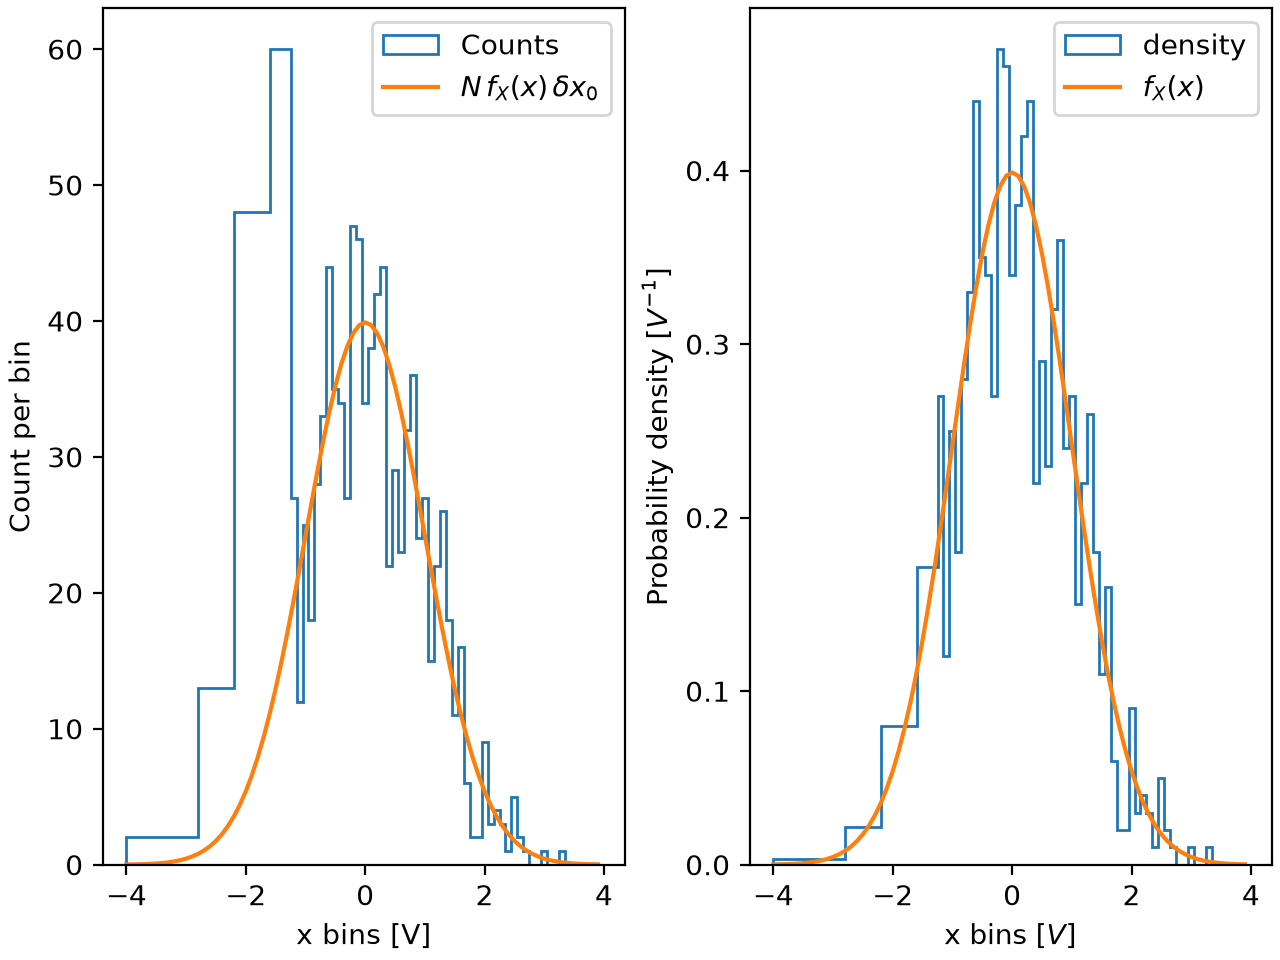 Count per bin
60
50
40
30
20
10
0
−4
−2
0
2
4
x bins [V]
Counts
N f_X(x) δx₀
Probability density [V⁻¹]
0.4
0.3
0.2
0.1
0.0
−4
−2
0
2
4
x bins [V]
density
f_X(x)